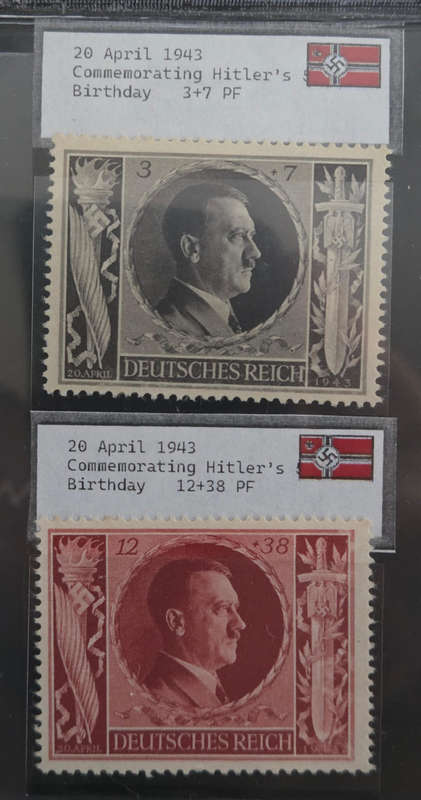 20 April 1943
Commemorating Hitler's
Birthday 3+7 PF
3 + 7
20. APRIL
DEUTSCHES REICH
1943
20 April 1943
Commemorating Hitler's
Birthday 12+38 PF
12 + 38
20. APRIL
DEUTSCHES REICH